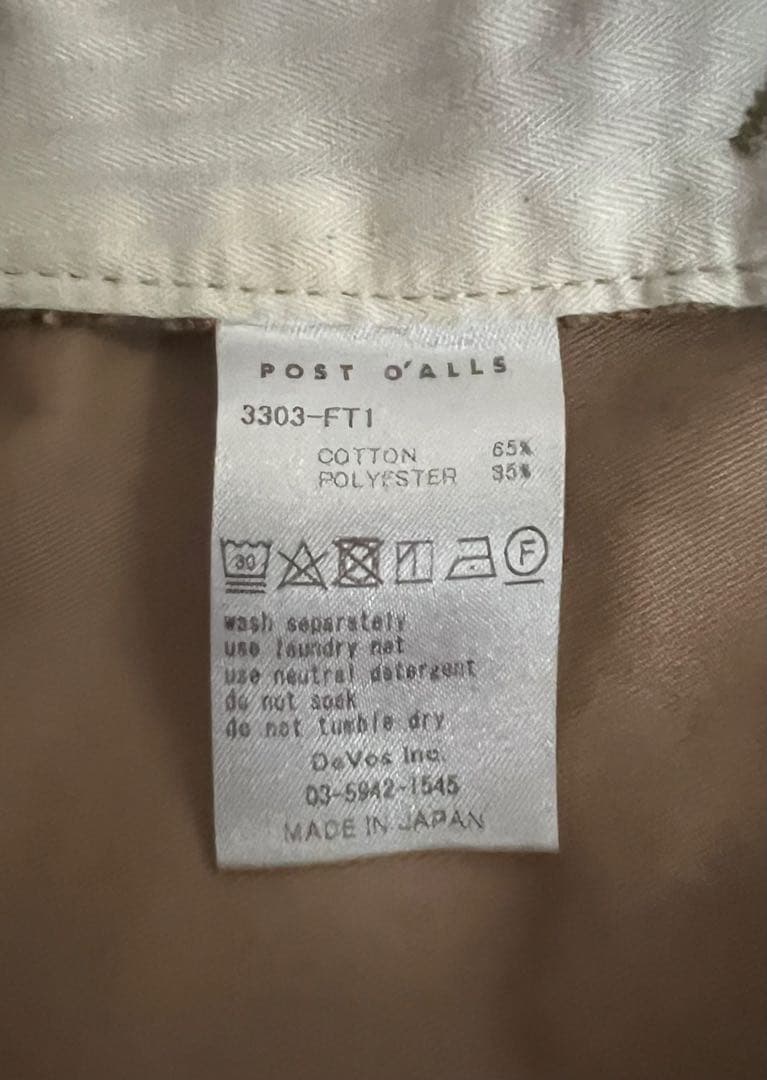 POST O'ALLS
3303-FT1
COTTON 65%
POLYESTER 35%
30 F
wash separately
use laundry net
use neutral detergent
do not soak
do not tumble dry
DeVos Inc.
03-5942-1545
MADE IN JAPAN